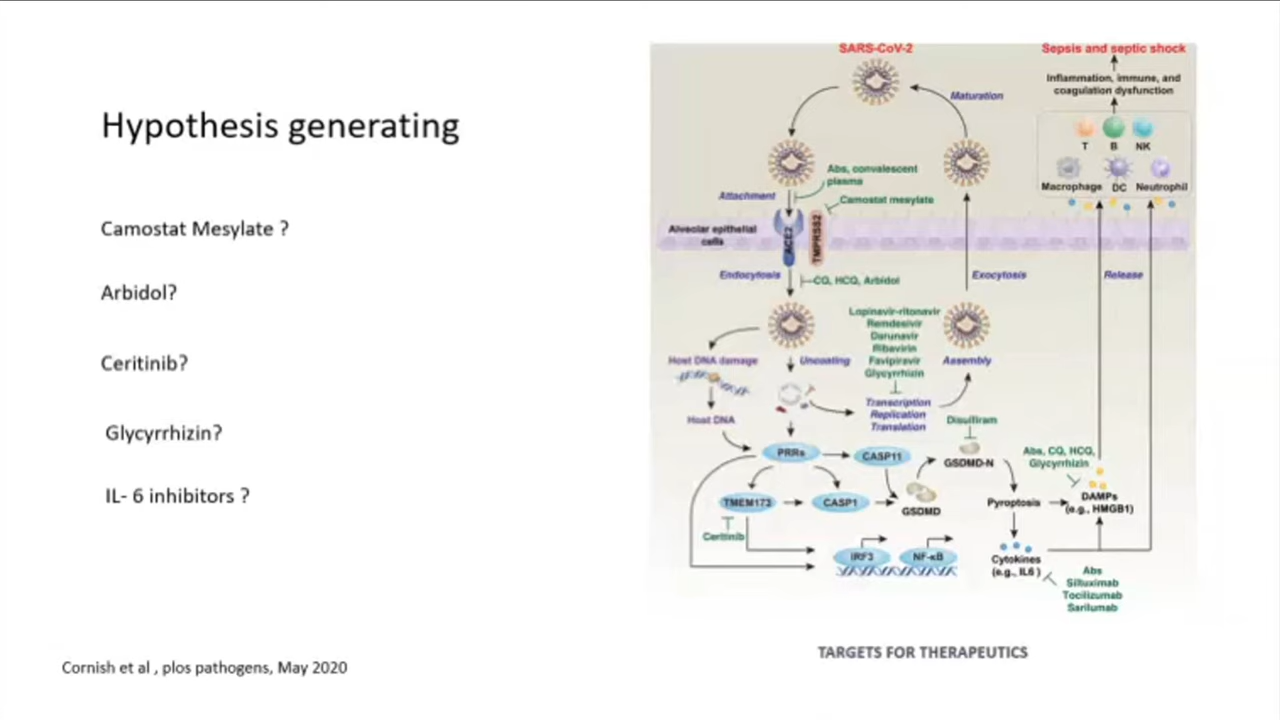 Hypothesis generating
Camostat Mesylate ?
Arbidol?
Ceritinib?
Glycyrrhizin?
IL- 6 inhibitors ?
Cornish et al , plos pathogens, May 2020
SARS-CoV-2
Maturation
Abs, convalescent
plasma
Attachment
Camostat mesylate
Alveolar epithelial
cells
ACE2
TMPRSS2
Endocytosis
CQ, HCQ, Arbidol
Exocytosis
Release
Lopinavir-ritonavir
Remdesivir
Darunavir
Ribavirin
Favipiravir
Glycyrrhizin
Host DNA damage
Uncoating
Assembly
Transcription
Replication
Translation
Host DNA
Disulfiram
PRRs
CASP11
GSDMD-N
Abs, CQ, HCQ,
Glycyrrhizin
TMEM173
CASP1
GSDMD
Pyroptosis
DAMPs
(e.g., HMGB1)
Ceritinib
IRF3
NF-κB
Cytokines
(e.g., IL6 )
Abs
Siltuximab
Tocilizumab
Sarilumab
Sepsis and septic shock
Inflammation, immune, and
coagulation dysfunction
T B NK
Macrophage DC Neutrophil
TARGETS FOR THERAPEUTICS